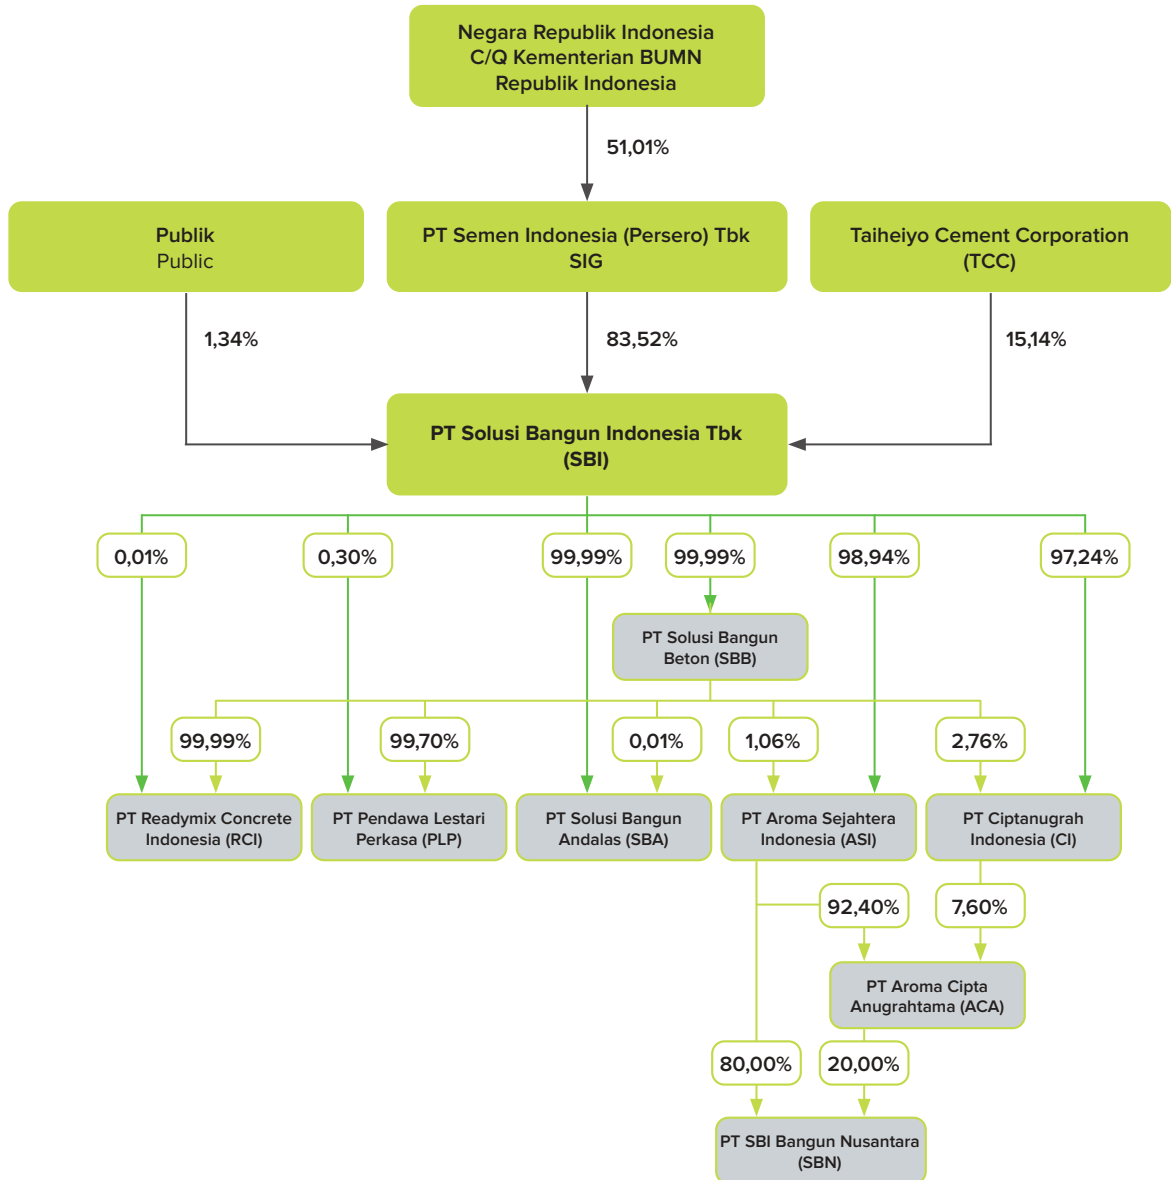 Negara Republik Indonesia
C/Q Kementerian BUMN
Republik Indonesia
51,01%
Publik
Public
PT Semen Indonesia (Persero) Tbk
SIG
Taiheiyo Cement Corporation
(TCC)
1,34%
83,52%
15,14%
PT Solusi Bangun Indonesia Tbk
(SBI)
0,01%
0,30%
99,99%
99,99%
98,94%
97,24%
PT Solusi Bangun
Beton (SBB)
99,99%
99,70%
0,01%
1,06%
2,76%
PT Readymix Concrete
Indonesia (RCI)
PT Pendawa Lestari
Perkasa (PLP)
PT Solusi Bangun
Andalas (SBA)
PT Aroma Sejahtera
Indonesia (ASI)
PT Ciptanugrah
Indonesia (CI)
92,40%
7,60%
PT Aroma Cipta
Anugrahtama (ACA)
80,00%
20,00%
PT SBI Bangun Nusantara
(SBN)